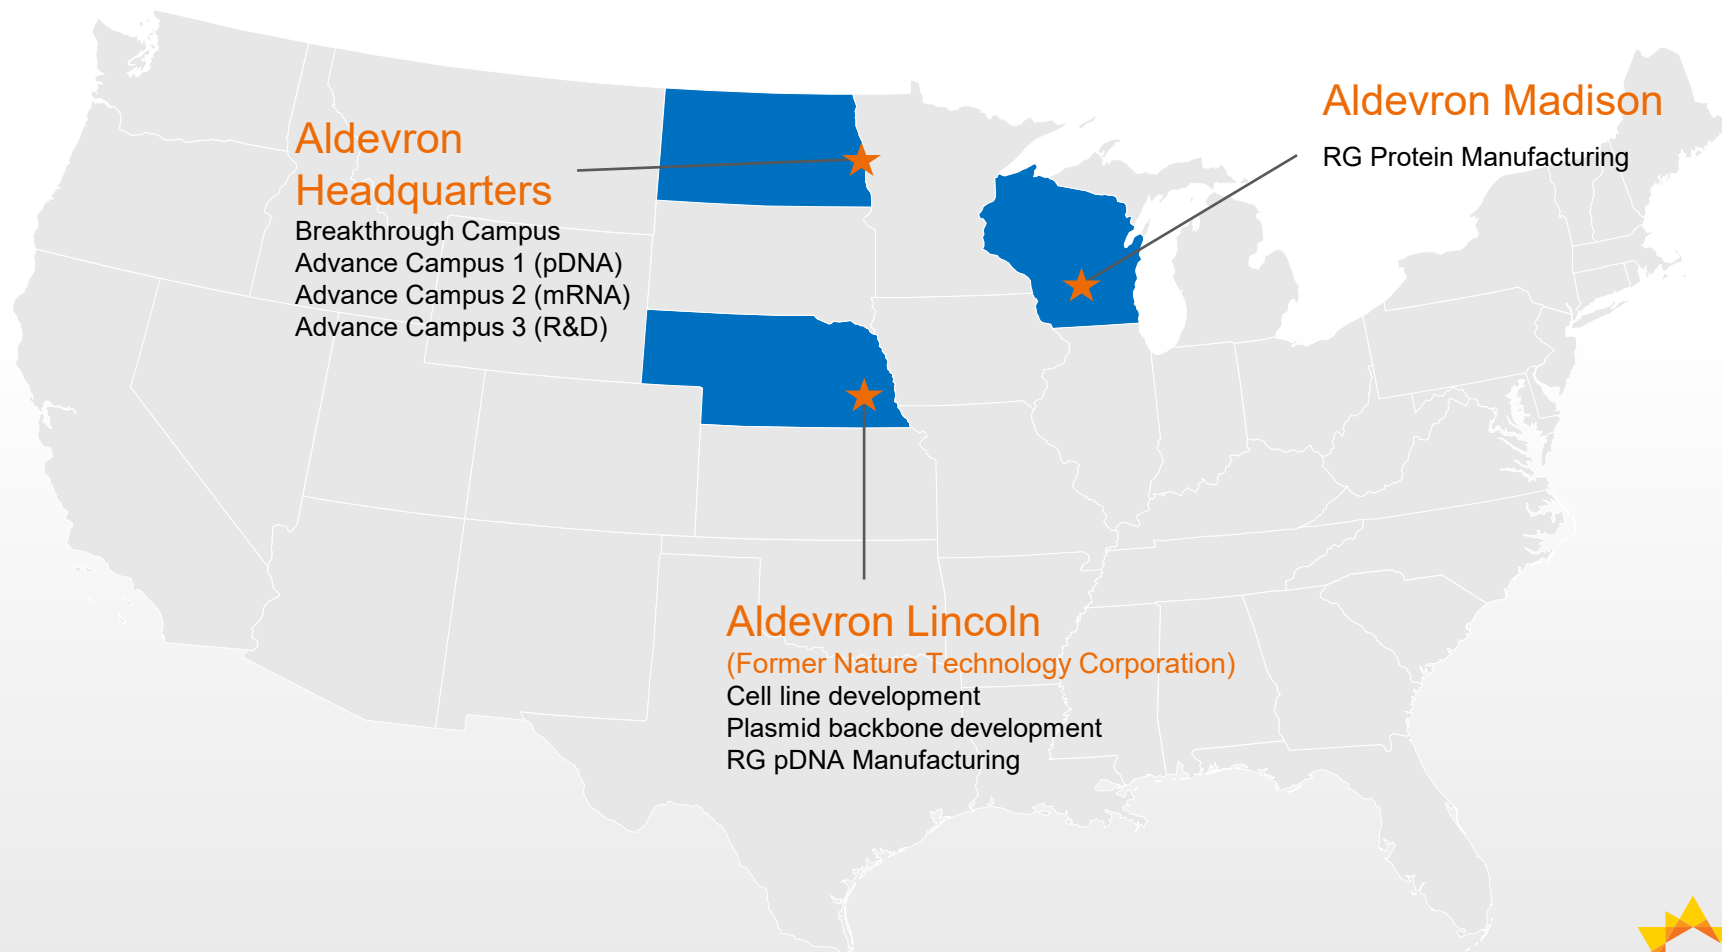 Aldevron
Headquarters
Breakthrough Campus
Advance Campus 1 (pDNA)
Advance Campus 2 (mRNA)
Advance Campus 3 (R&D)
Aldevron Madison
RG Protein Manufacturing
Aldevron Lincoln
(Former Nature Technology Corporation)
Cell line development
Plasmid backbone development
RG pDNA Manufacturing